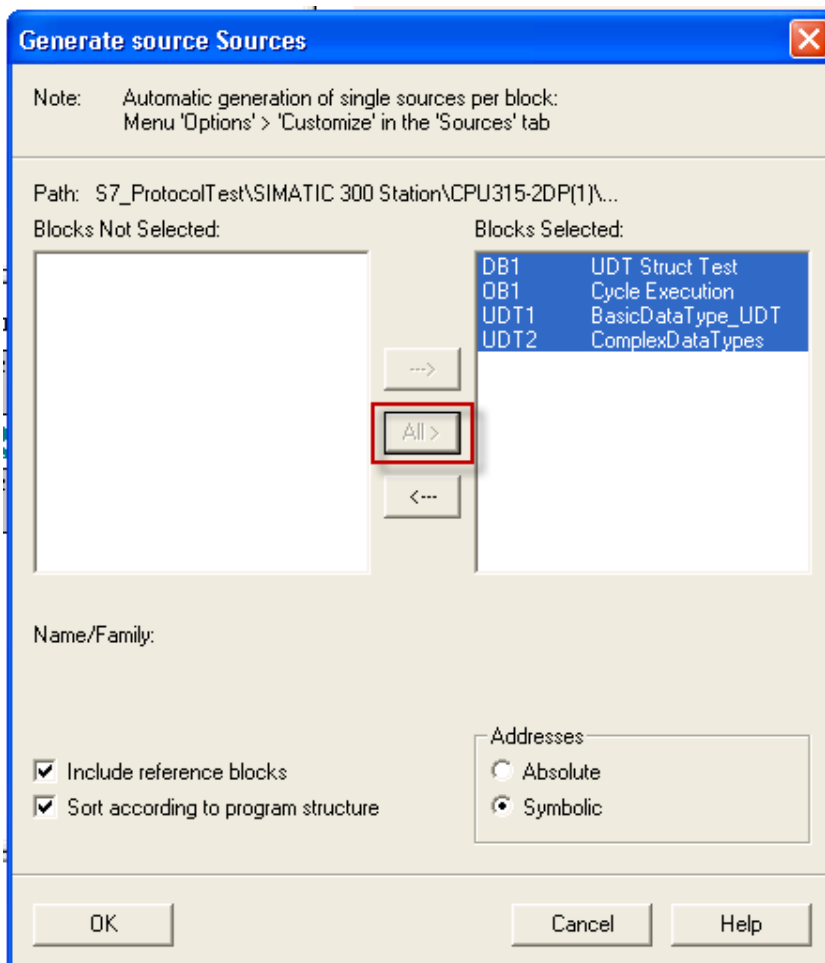 Generate source Sources
Note: Automatic generation of single sources per block:
Menu 'Options' > 'Customize' in the 'Sources' tab
Path: S7_ProtocolTest\SIMATIC 300 Station\CPU315-2DP(1)\...
Blocks Not Selected:
Blocks Selected:
DB1 UDT Struct Test
OB1 Cycle Execution
UDT1 BasicDataType_UDT
UDT2 ComplexDataTypes
--->
All >
<---
Name/Family:
Include reference blocks
Sort according to program structure
Addresses
Absolute
Symbolic
OK
Cancel
Help